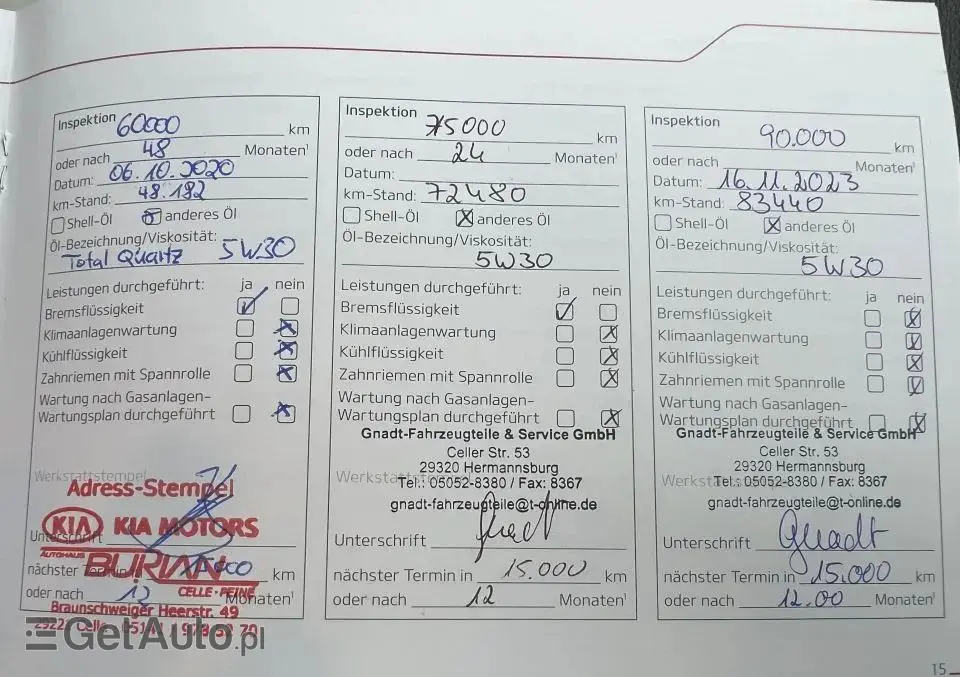 Inspektion 60000 km
oder nach 48 Monaten¹
Datum: 06.10.2020
km-Stand: 48.182
Shell-Öl anderes Öl
Öl-Bezeichnung/Viskosität:
Total Quartz 5W30
Leistungen durchgeführt: ja nein
Bremsflüssigkeit
Klimaanlagenwartung
Kühlflüssigkeit
Zahnriemen mit Spannrolle
Wartung nach Gasanlagen-
Wartungsplan durchgeführt
Werkstattstempel
Adress-Stempel
KIA KIA MOTORS
Unterschrift
AUTOHAUS
BURIAN
CELLE - PEINE
nächster Termin in 15000 km
oder nach 12 Monaten¹
Braunschweiger Heerstr. 49
Inspektion 75000 km
oder nach 24 Monaten¹
Datum:
km-Stand: 72480
Shell-Öl anderes Öl
Öl-Bezeichnung/Viskosität:
5W30
Leistungen durchgeführt: ja nein
Bremsflüssigkeit
Klimaanlagenwartung
Kühlflüssigkeit
Zahnriemen mit Spannrolle
Wartung nach Gasanlagen-
Wartungsplan durchgeführt
Gnadt-Fahrzeugteile & Service GmbH
Celler Str. 53
29320 Hermannsburg
Werkstattstempel
Tel.: 05052-8380 / Fax: 8367
gnadt-fahrzeugteile@t-online.de
Unterschrift Gnadt
nächster Termin in 15.000 km
oder nach 12 Monaten¹
Inspektion 90.000 km
oder nach Monaten¹
Datum: 16.11.2023
km-Stand: 83440
Shell-Öl anderes Öl
Öl-Bezeichnung/Viskosität:
5W30
Leistungen durchgeführt: ja nein
Bremsflüssigkeit
Klimaanlagenwartung
Kühlflüssigkeit
Zahnriemen mit Spannrolle
Wartung nach Gasanlagen-
Wartungsplan durchgeführt
Gnadt-Fahrzeugteile & Service GmbH
Celler Str. 53
29320 Hermannsburg
Tel.: 05052-8380 / Fax: 8367
gnadt-fahrzeugteile@t-online.de
Unterschrift Gnadt
nächster Termin in 15.000 km
oder nach 12.00 Monaten¹
GetAuto.pl
15